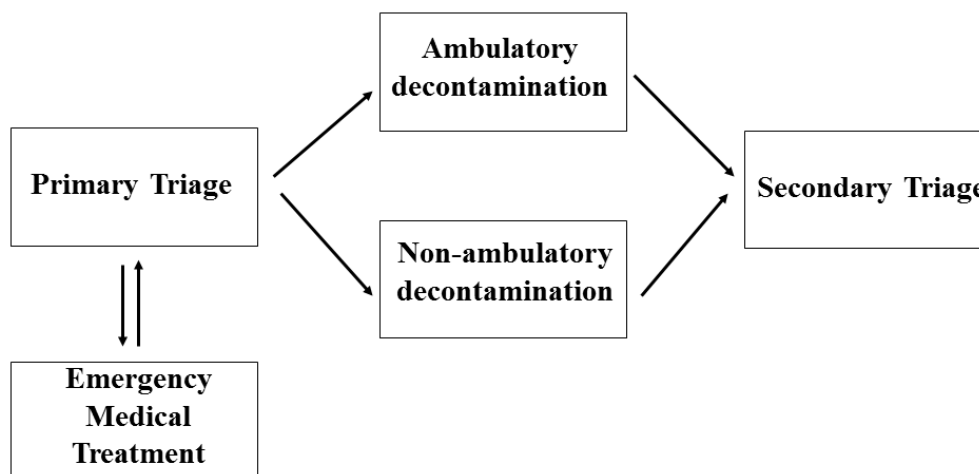 Ambulatory
decontamination
Primary Triage
Secondary Triage
Non-ambulatory
decontamination
Emergency
Medical
Treatment